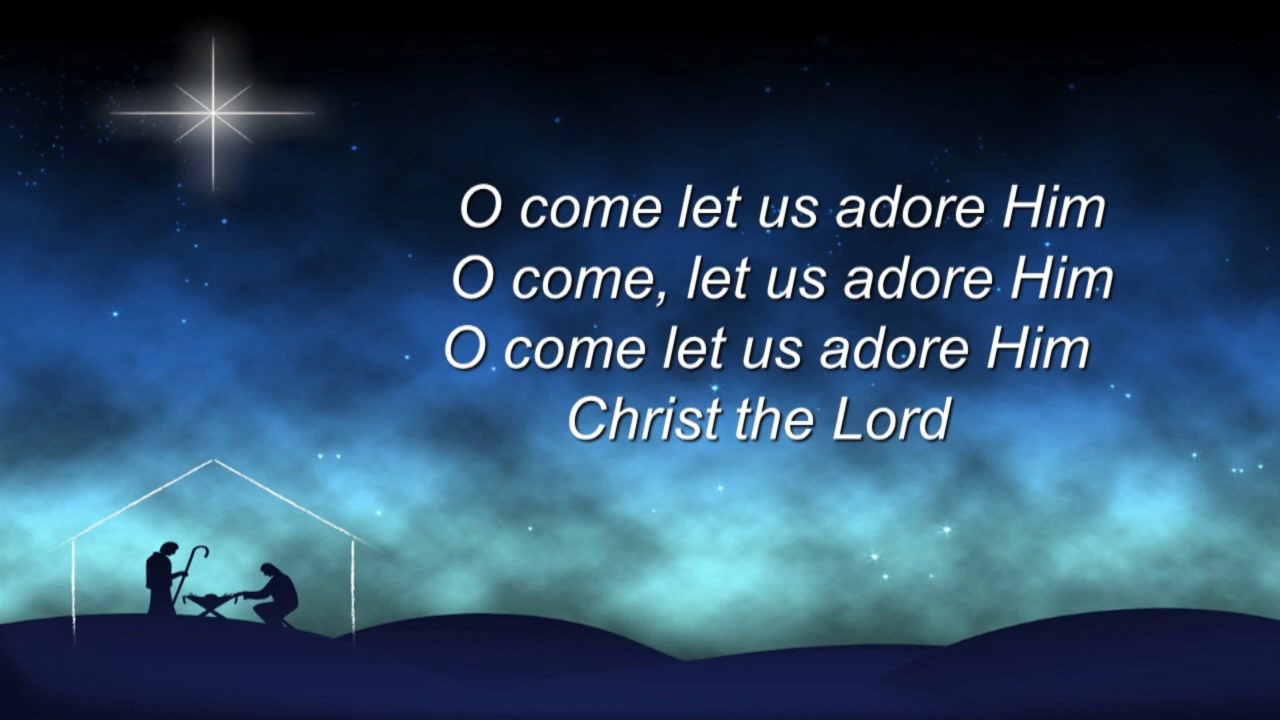 O come let us adore Him
O come, let us adore Him
O come let us adore Him
Christ the Lord